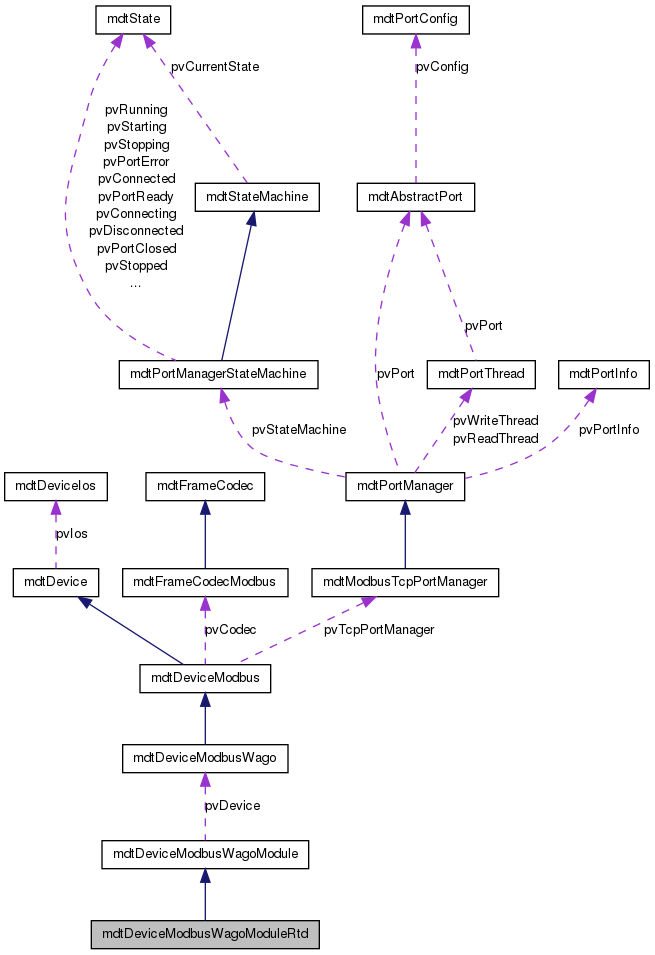 mdtState
mdtPortConfig
pvCurrentState
pvConfig
pvRunning
pvStarting
pvStopping
pvPortError
pvConnected
pvPortReady
pvConnecting
pvDisconnected
pvPortClosed
pvStopped
...
mdtStateMachine
mdtAbstractPort
pvPort
mdtPortManagerStateMachine
pvPort
mdtPortThread
mdtPortInfo
pvStateMachine
pvWriteThread
pvReadThread
pvPortInfo
mdtDeviceIos
mdtFrameCodec
mdtPortManager
pvIos
mdtDevice
mdtFrameCodecModbus
mdtModbusTcpPortManager
pvCodec
pvTcpPortManager
mdtDeviceModbus
mdtDeviceModbusWago
pvDevice
mdtDeviceModbusWagoModule
mdtDeviceModbusWagoModuleRtd